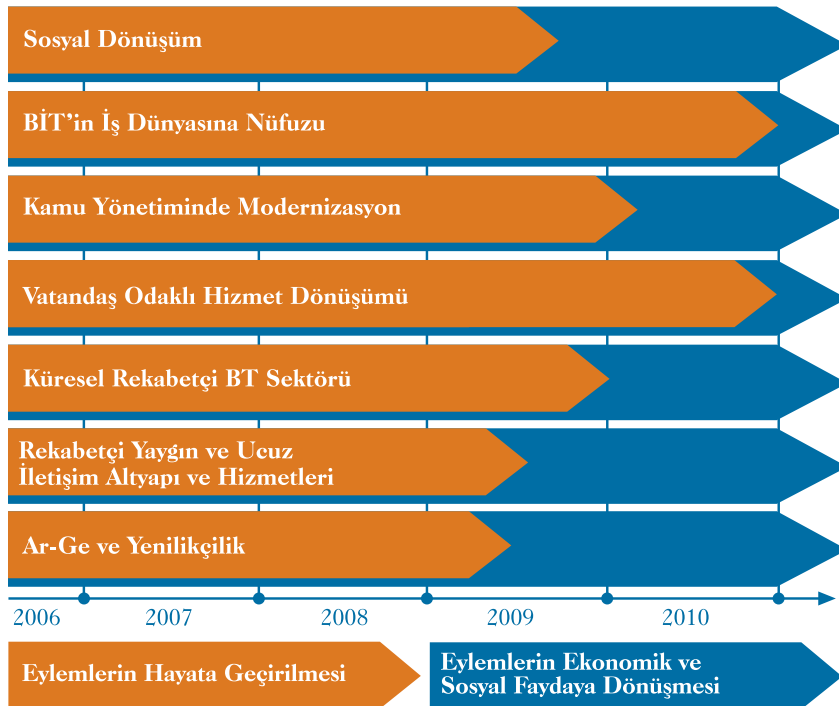 Sosyal Dönüşüm
BİT’in İş Dünyasına Nüfuzu
Kamu Yönetiminde Modernizasyon
Vatandaş Odaklı Hizmet Dönüşümü
Küresel Rekabetçi BT Sektörü
Rekabetçi Yaygın ve Ucuz
İletişim Altyapı ve Hizmetleri
Ar-Ge ve Yenilikçilik
2006 2007 2008 2009 2010
Eylemlerin Hayata Geçirilmesi
Eylemlerin Ekonomik ve
Sosyal Faydaya Dönüşmesi